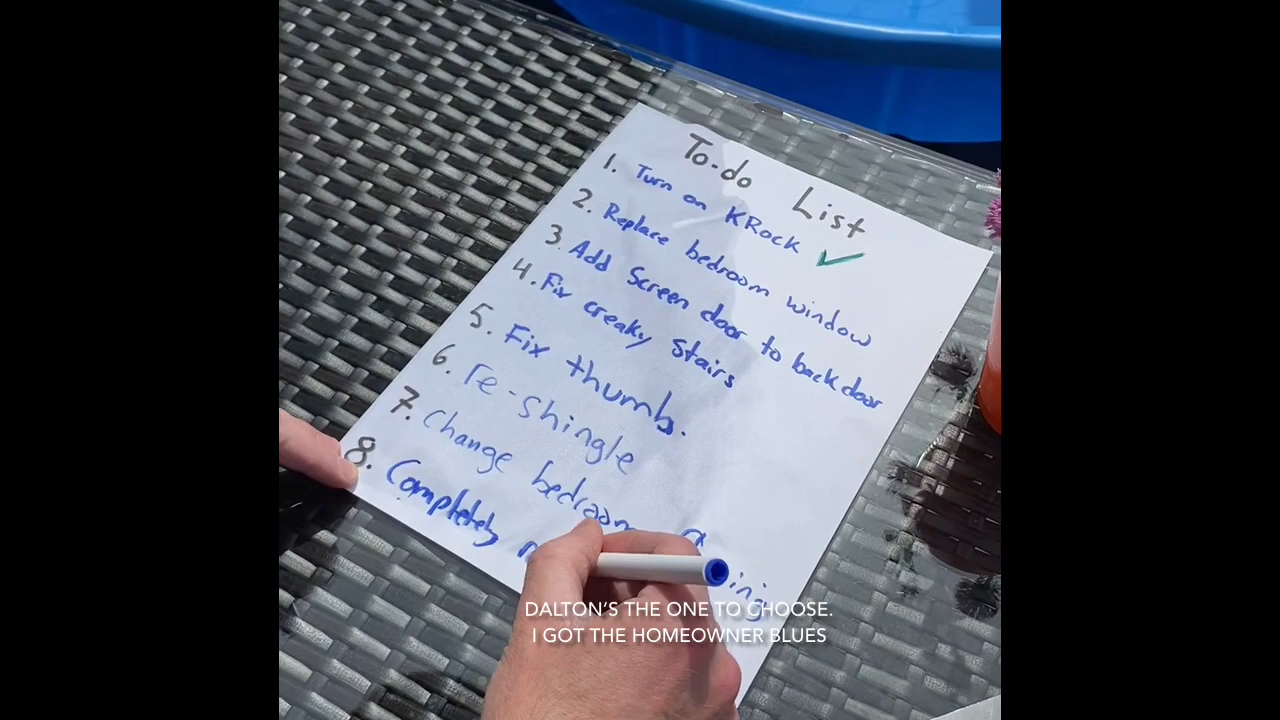 To-do List
1. Turn on KRock ✓
2. Replace bedroom window
3. Add Screen door to back door
4. Fix creaky Stairs
5. Fix thumb.
6. re-shingle
7. Change bedroom
8. Completely
DALTON'S THE ONE TO CHOOSE.
I GOT THE HOMEOWNER BLUES